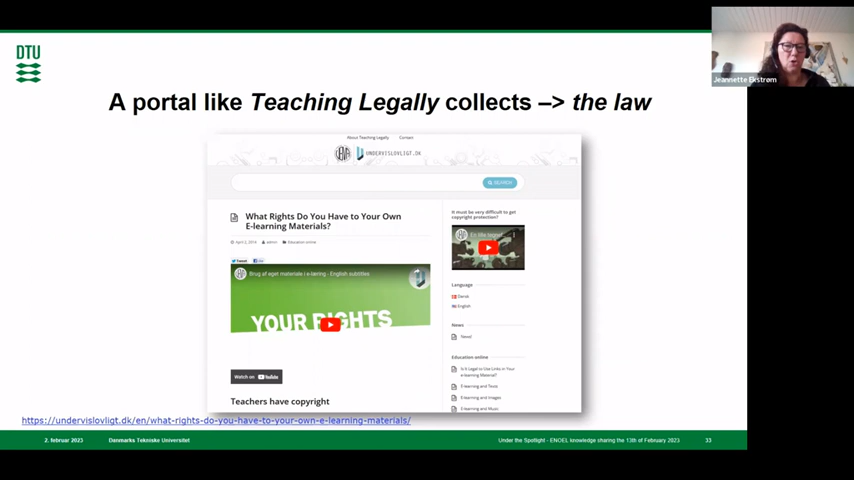 DTU
Jeannette Ekstrøm
A portal like Teaching Legally collects –> the law
About Teaching Legally Contact
UNDERVISLOVLIGT.DK
SEARCH
What Rights Do You Have to Your Own
E-learning Materials?
April 2, 2014 admin Education online
Tweet
Brug af eget materiale i e-læring - English subtitles
YOUR RIGHTS
Watch on YouTube
Teachers have copyright
It must be very difficult to get
copyright protection?
En lille tegnet
Language
Dansk
English
News
News!
Education online
Is It Legal to Use Links in Your
e-learning Material?
E-learning and Texts
E-learning and Images
E-learning and Music
https://undervislovligt.dk/en/what-rights-do-you-have-to-your-own-e-learning-materials/
2. februar 2023 Danmarks Tekniske Universitet Under the Spotlight - ENOEL knowledge sharing the 13th of February 2023 33